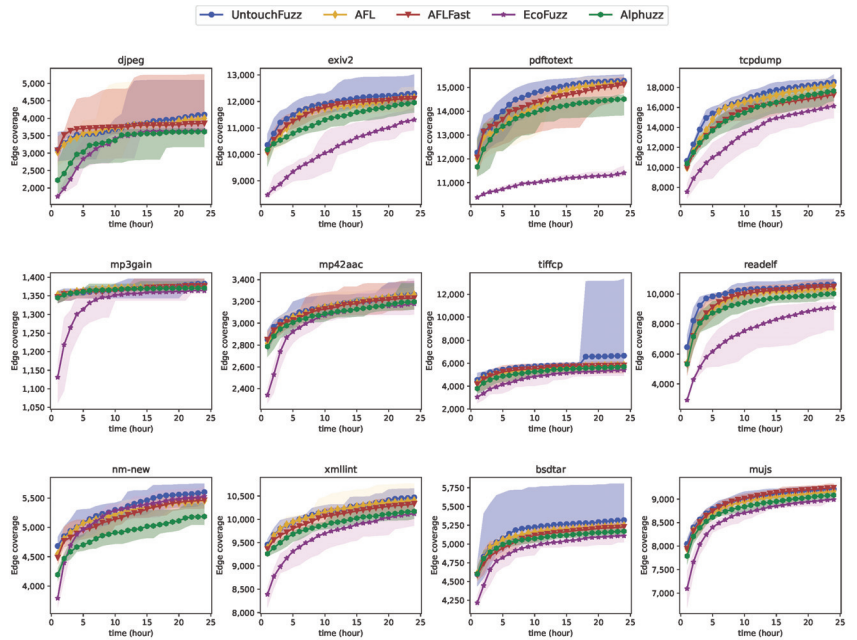 UntouchFuzz AFL AFLFast EcoFuzz Alphuzz
djpeg exiv2 pdftotext tcpdump
Edge coverage Edge coverage Edge coverage Edge coverage
5,000 4,500 4,000 3,500 3,000 2,500 2,000
13,000 12,000 11,000 10,000 9,000
15,000 14,000 13,000 12,000 11,000
18,000 16,000 14,000 12,000 10,000 8,000
0 5 10 15 20 25 0 5 10 15 20 25 0 5 10 15 20 25 0 5 10 15 20 25
time (hour) time (hour) time (hour) time (hour)
mp3gain mp42aac tiffcp readelf
Edge coverage Edge coverage Edge coverage Edge coverage
1,400 1,350 1,300 1,250 1,200 1,150 1,100 1,050
3,400 3,200 3,000 2,800 2,600 2,400
12,000 10,000 8,000 6,000 4,000 2,000
10,000 8,000 6,000 4,000
0 5 10 15 20 25 0 5 10 15 20 25 0 5 10 15 20 25 0 5 10 15 20 25
time (hour) time (hour) time (hour) time (hour)
nm-new xmllint bsdtar mujs
Edge coverage Edge coverage Edge coverage Edge coverage
5,500 5,000 4,500 4,000
10,500 10,000 9,500 9,000 8,500 8,000
5,750 5,500 5,250 5,000 4,750 4,500 4,250
9,000 8,500 8,000 7,500 7,000
0 5 10 15 20 25 0 5 10 15 20 25 0 5 10 15 20 25 0 5 10 15 20 25
time (hour) time (hour) time (hour) time (hour)